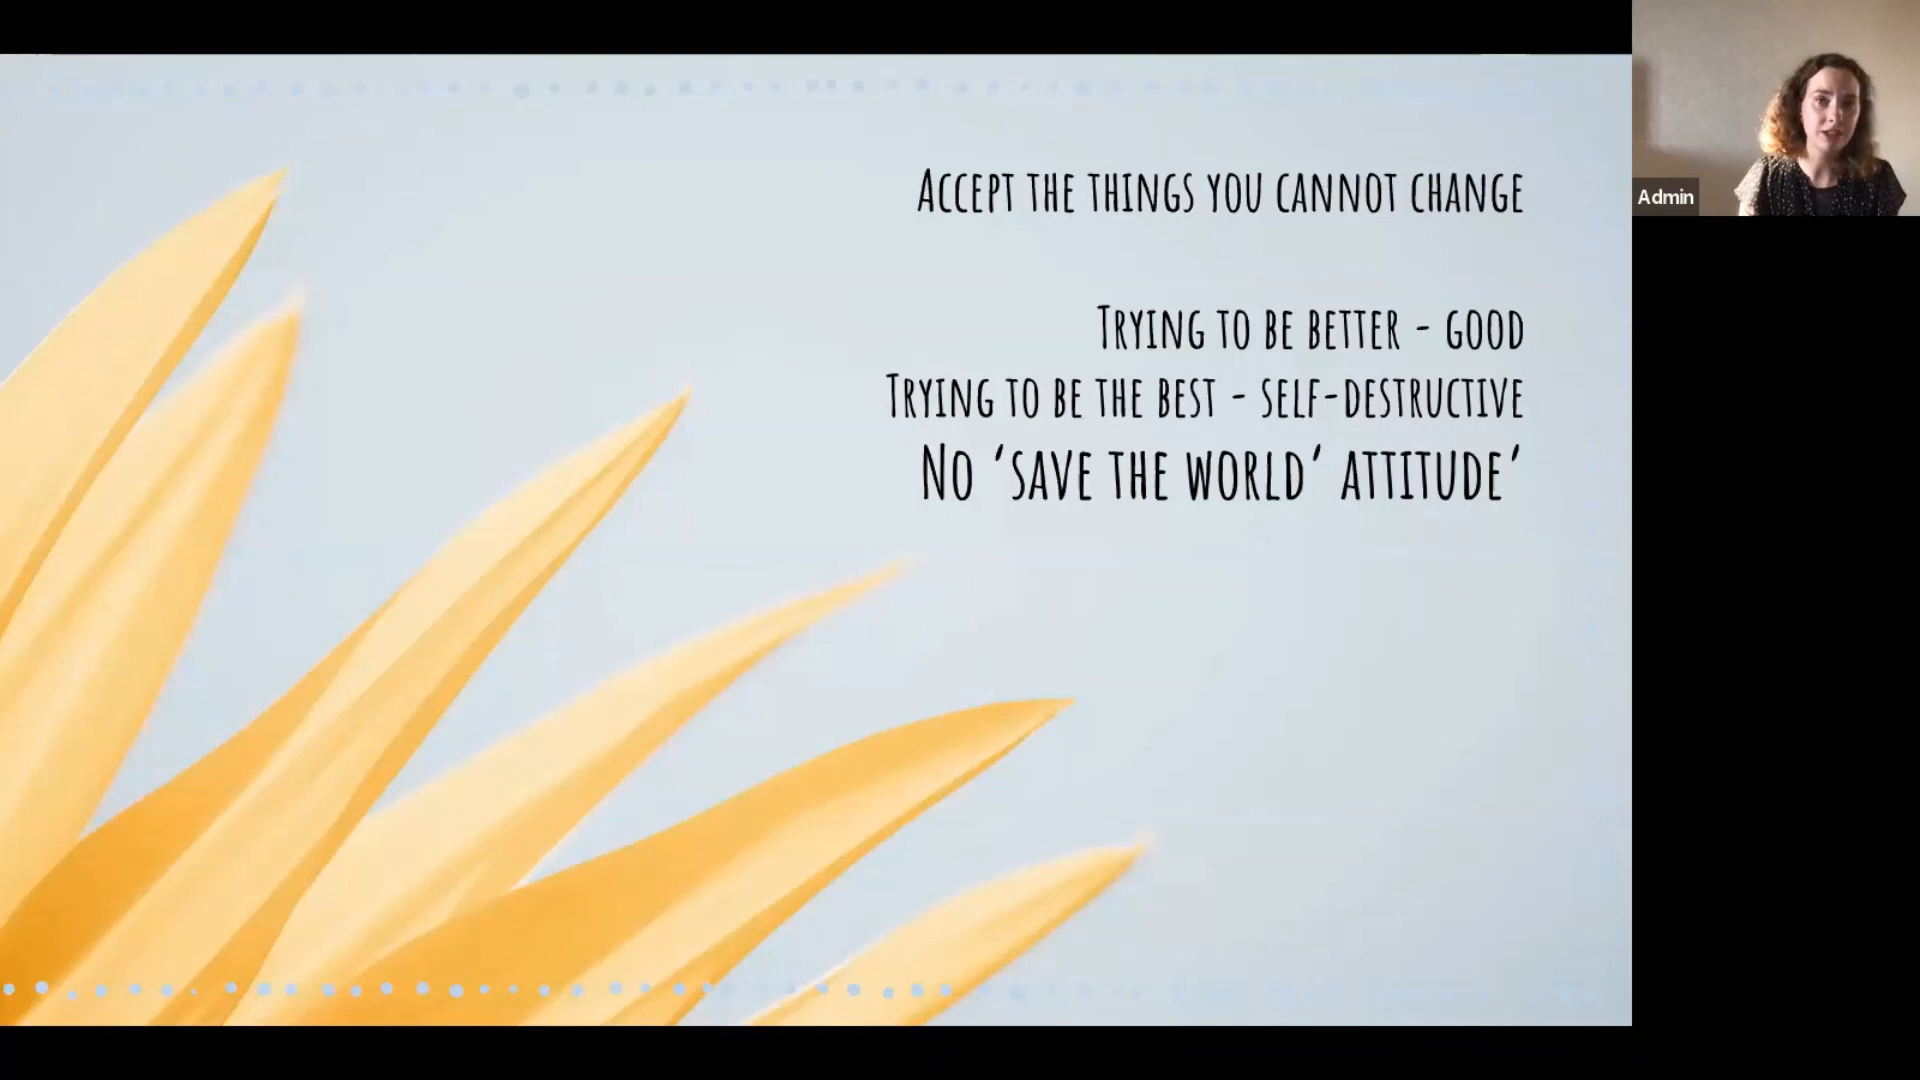 Accept the things you cannot change
Trying to be better - good
Trying to be the best - self-destructive
No ‘save the world’ attitude’
Admin